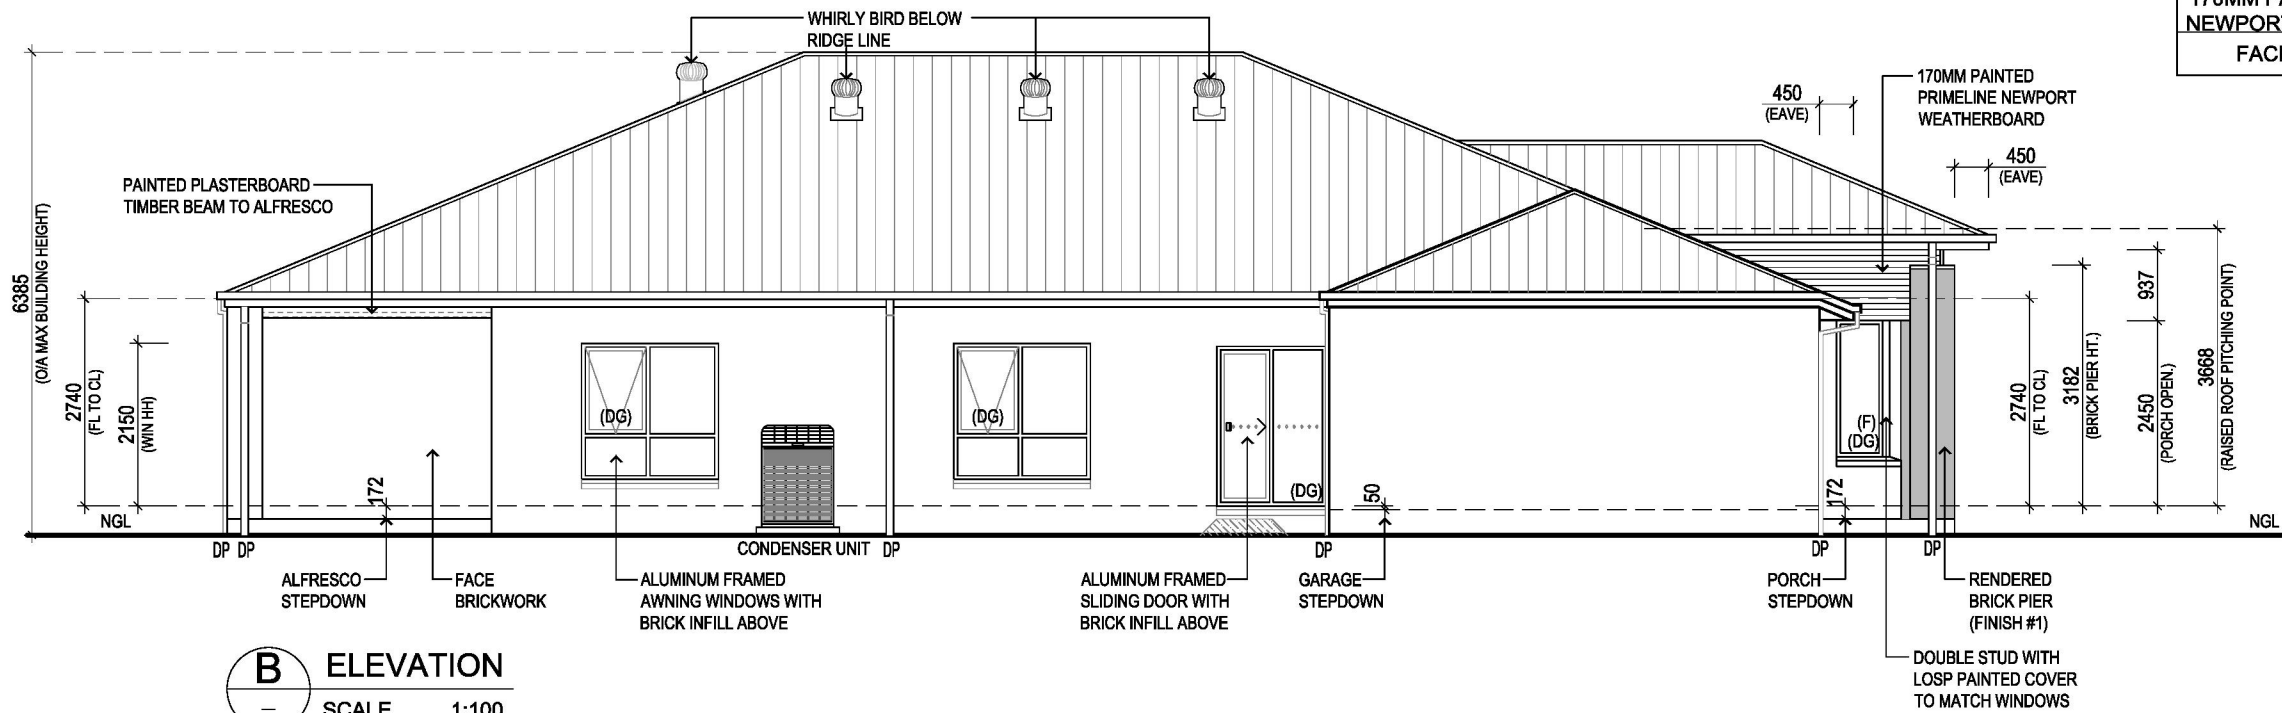 WHIRLY BIRD BELOW
RIDGE LINE
NEWPORT
170MM PAINTED
PRIMELINE NEWPORT
WEATHERBOARD
450
(EAVE)
450
(EAVE)
PAINTED PLASTERBOARD
TIMBER BEAM TO ALFRESCO
6385
(O/A MAX BUILDING HEIGHT)
2740
(FL TO CL)
2150
(WIN HH)
172
NGL
(DG)
(DG)
(DG)
50
172
(F)
(DG)
2740
(FL TO CL)
3182
(BRICK PIER HT.)
937
2450
(PORCH OPEN.)
3668
(RAISED ROOF PITCHING POINT)
NGL
DP DP
CONDENSER UNIT DP
DP
DP
DP
ALFRESCO
STEPDOWN
FACE
BRICKWORK
ALUMINUM FRAMED
AWNING WINDOWS WITH
BRICK INFILL ABOVE
ALUMINUM FRAMED
SLIDING DOOR WITH
BRICK INFILL ABOVE
GARAGE
STEPDOWN
PORCH
STEPDOWN
RENDERED
BRICK PIER
(FINISH #1)
DOUBLE STUD WITH
LOSP PAINTED COVER
TO MATCH WINDOWS
B ELEVATION
SCALE 1:100